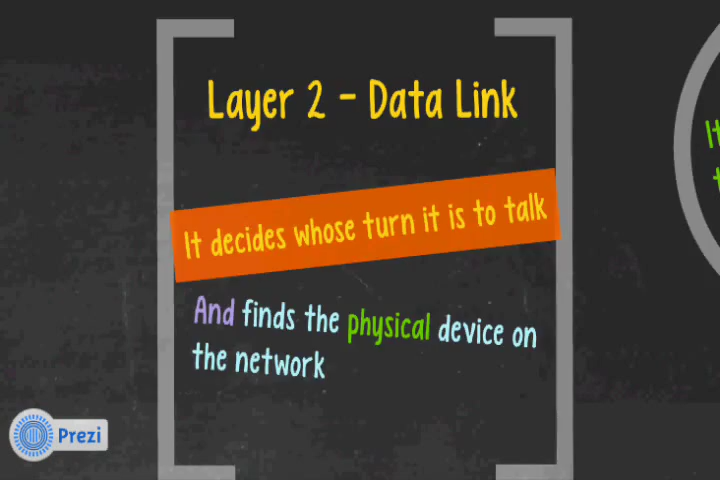 Layer 2 - Data Link
It decides whose turn it is to talk
And finds the physical device on
the network
It
Prezi